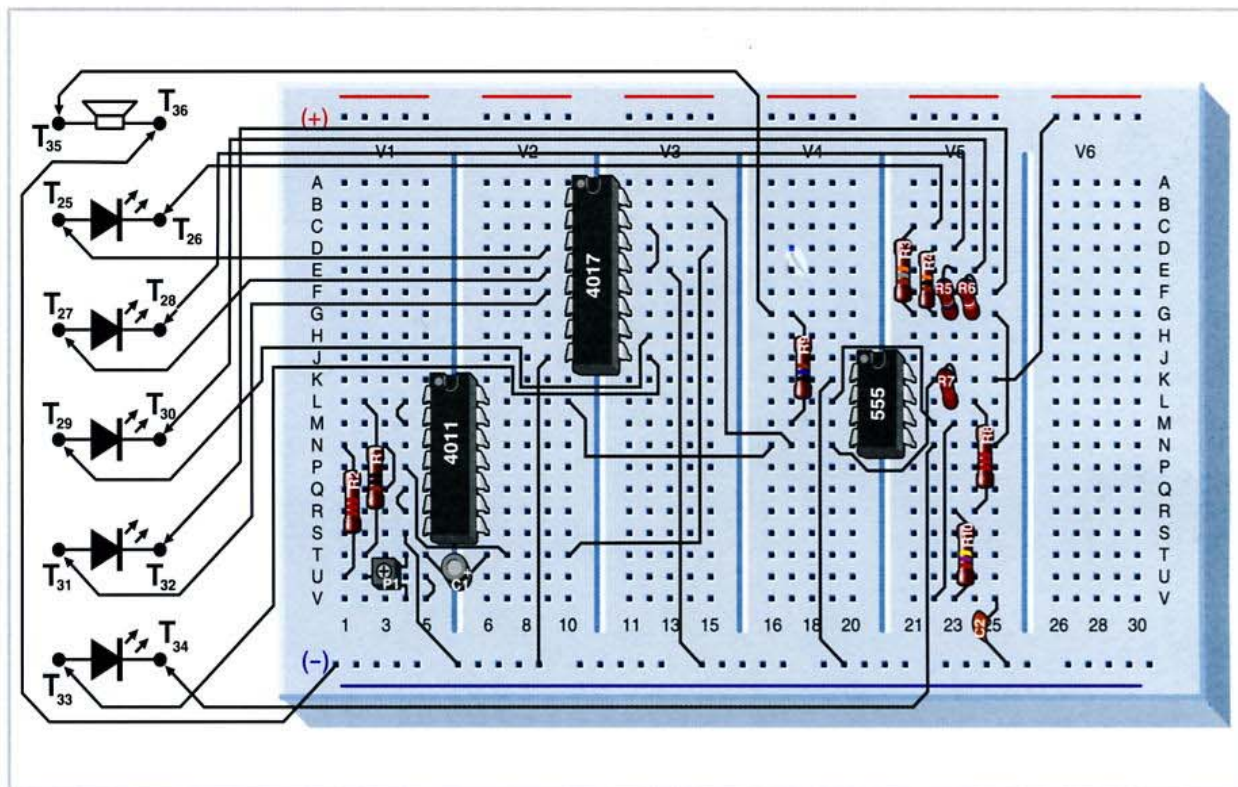 T36
T35
(+)
V1 V2 V3 V4 V5 V6
A A
B B
C C
D D
E E
F F
G G
H H
J J
K K
L L
M M
N N
P P
Q Q
R R
S S
T T
U U
V V
T25
T26
T27
T28
T29
T30
T31
T32
T33
T34
4017
4011
555
R3
R4
R5 R6
R9
R7
R8
R1
R2
R10
P1
C1
+
C2
1 3 5 6 8 10 11 13 15 16 18 20 21 23 25 26 28 30
(-)